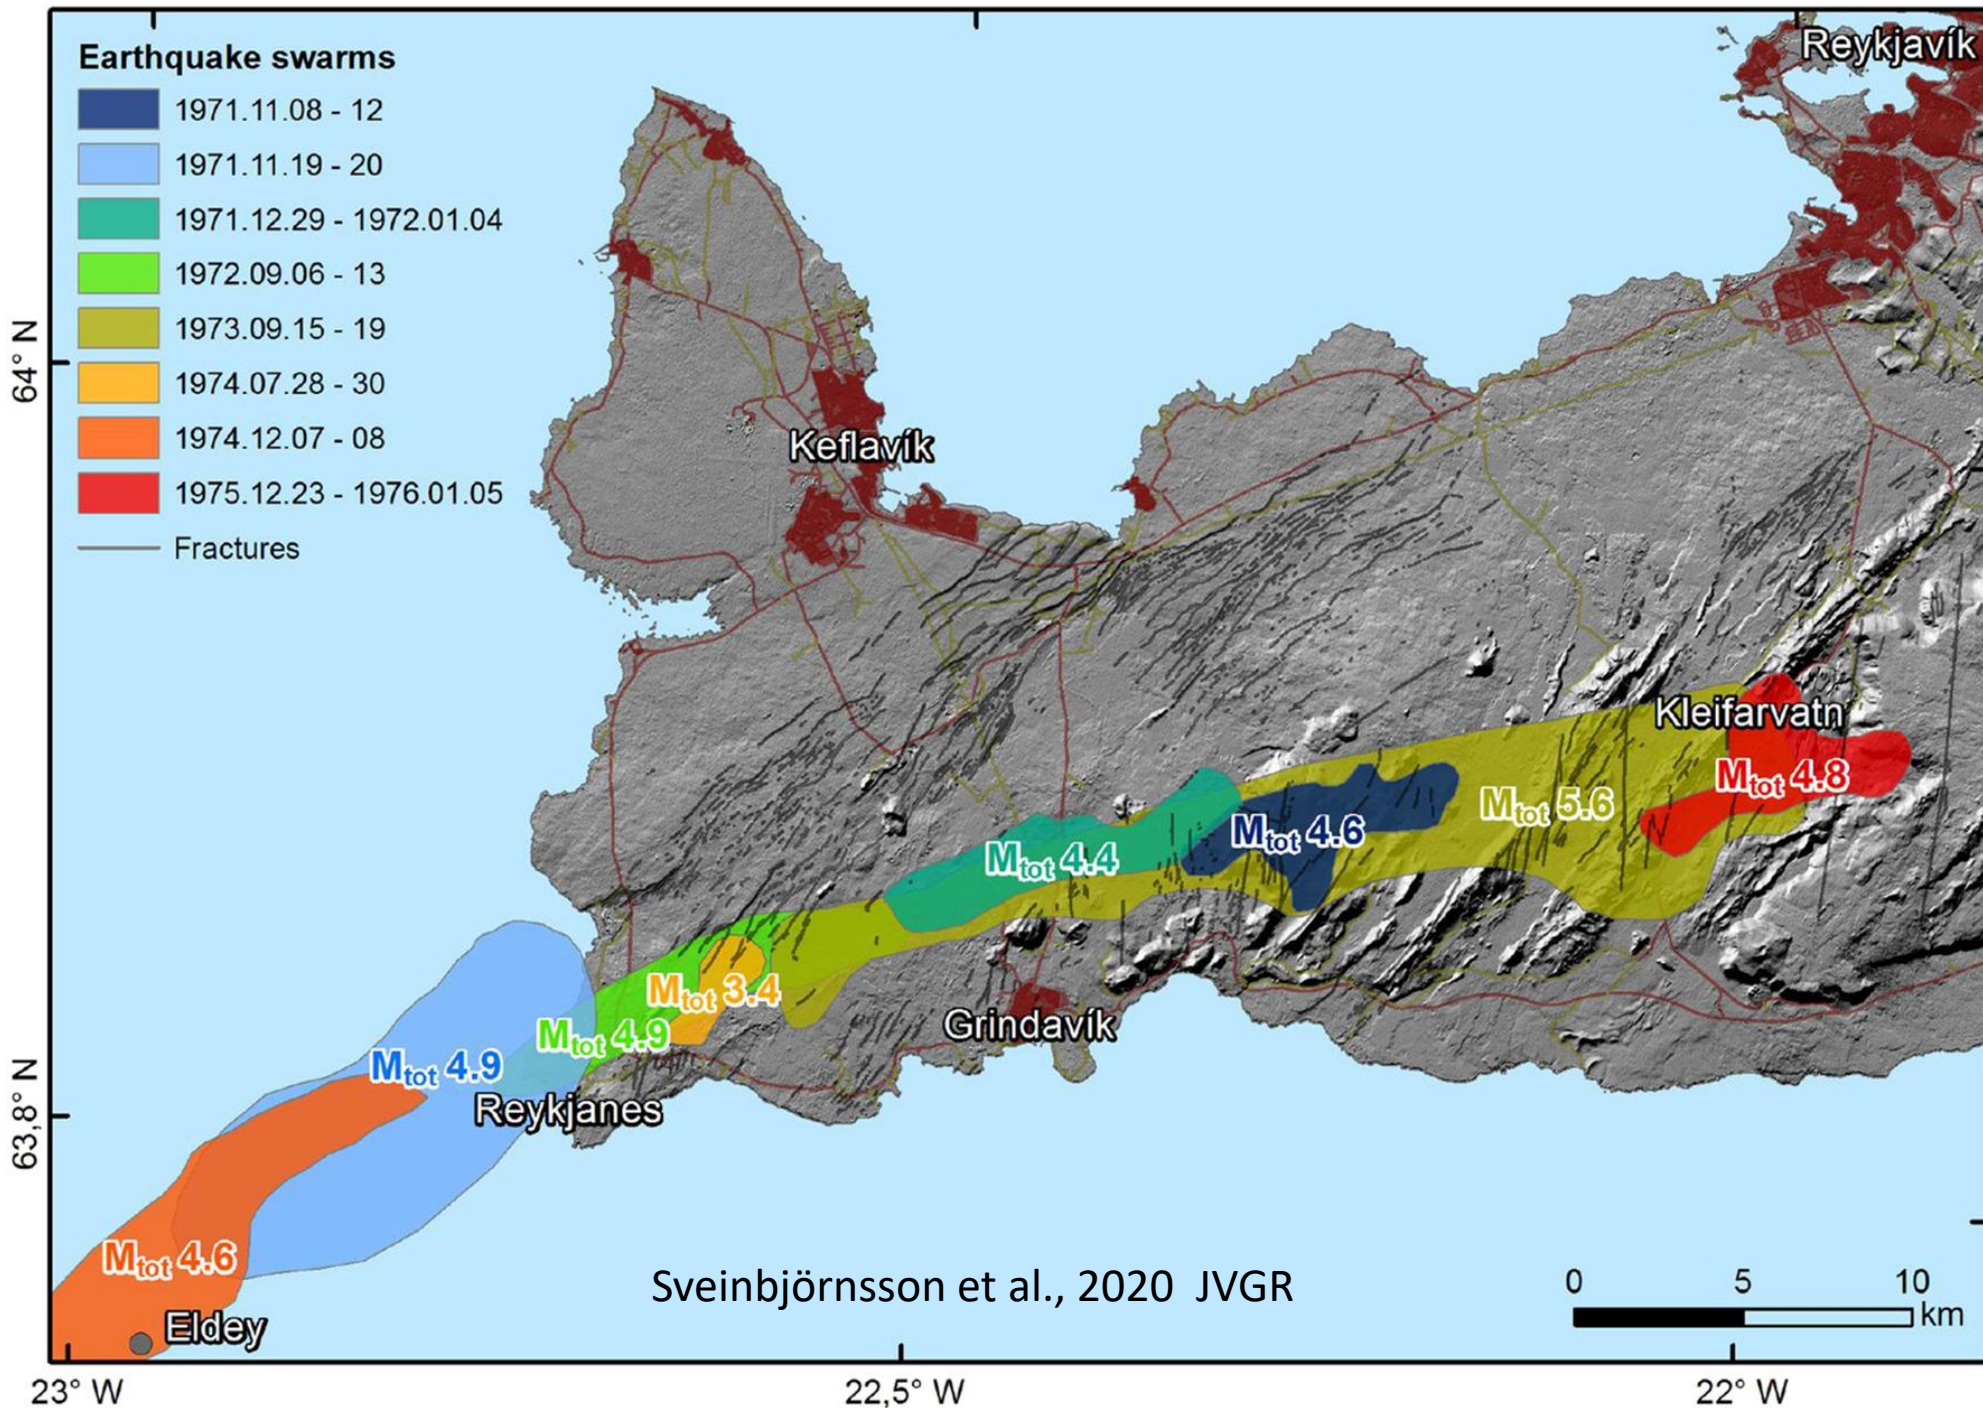 Earthquake swarms
1971.11.08 - 12
1971.11.19 - 20
1971.12.29 - 1972.01.04
1972.09.06 - 13
1973.09.15 - 19
1974.07.28 - 30
1974.12.07 - 08
1975.12.23 - 1976.01.05
Fractures
Reykjavík
64° N
Keflavík
Kleifarvatn
Mtot 4.8
Mtot 5.6
Mtot 4.6
Mtot 4.4
Mtot 3.4
Mtot 4.9
Grindavík
Mtot 4.9
Reykjanes
63,8° N
Mtot 4.6
Eldey
Sveinbjörnsson et al., 2020 JVGR
0 5 10
km
23° W 22,5° W 22° W